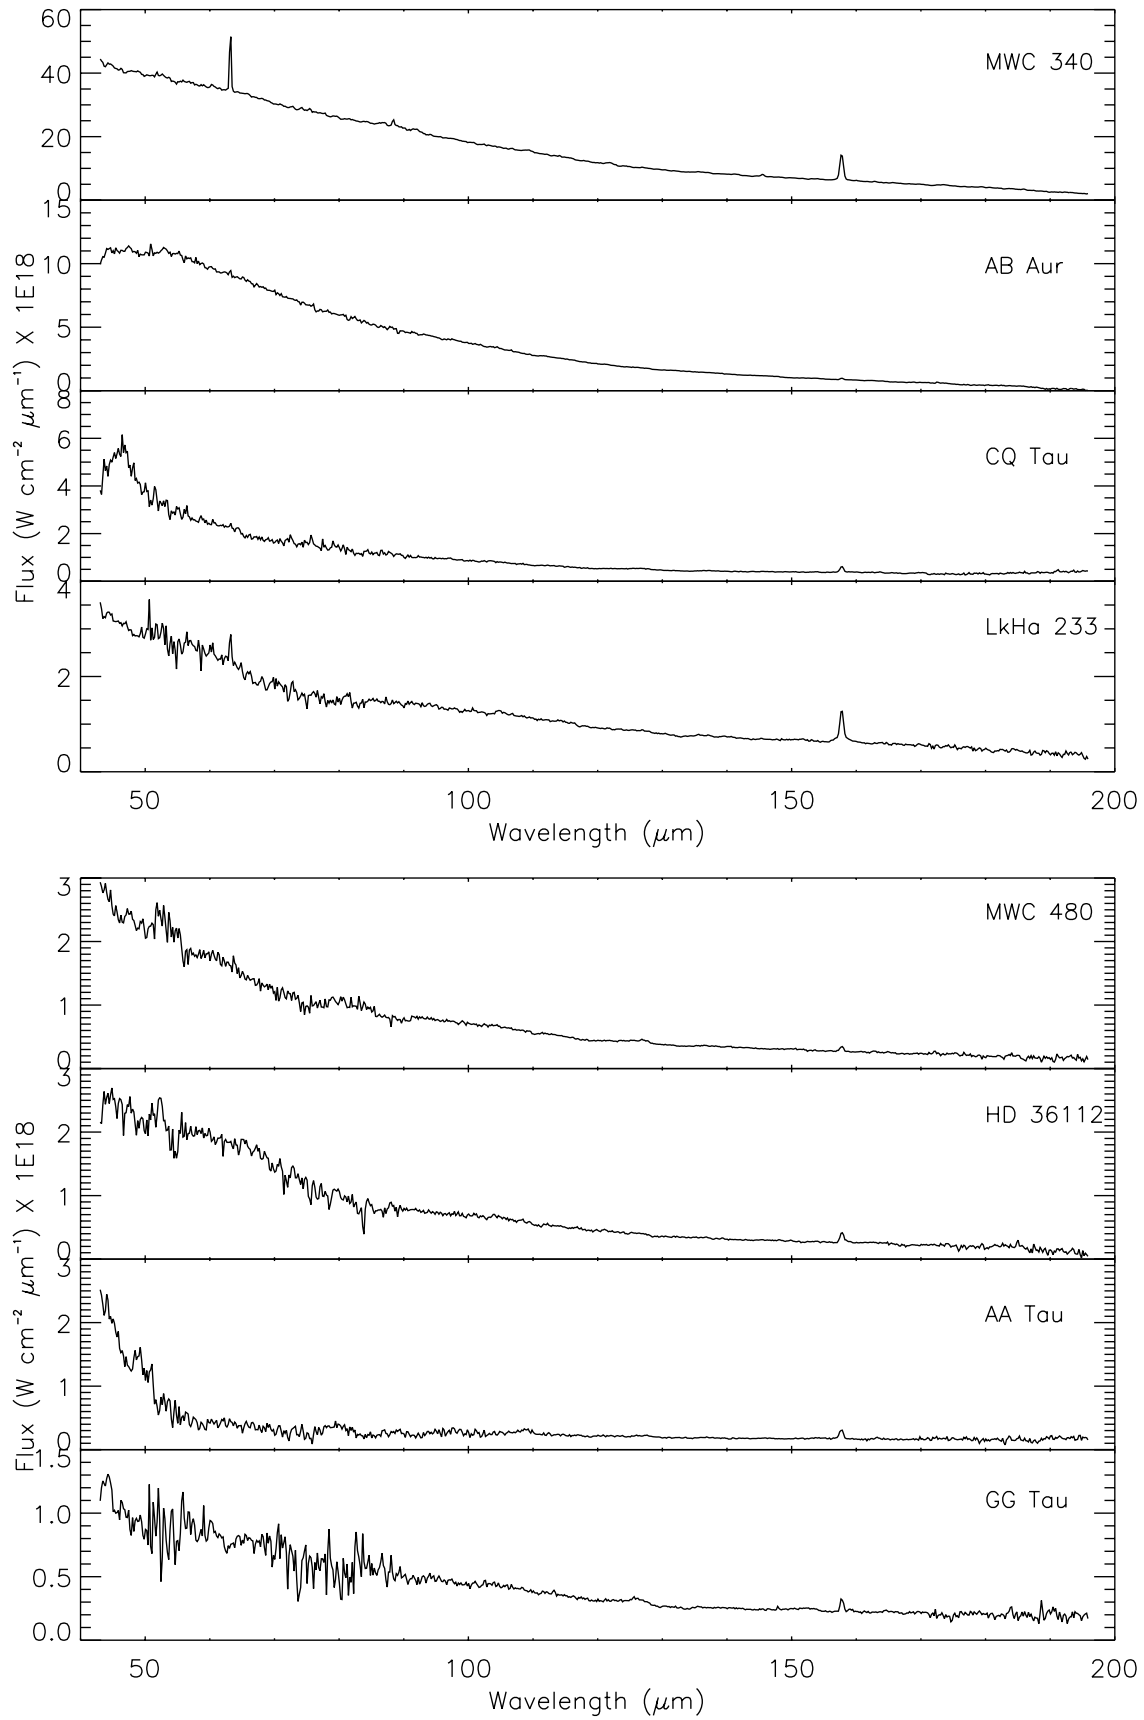 60
40
20
0
MWC 340
15
10
5
0
AB Aur
8
6
4
2
0
CQ Tau
4
2
0
LkHa 233
Flux (W cm⁻² μm⁻¹) X 1E18
50 100 150 200
Wavelength (μm)
3
2
1
0
MWC 480
3
2
1
0
HD 36112
3
2
1
0
AA Tau
1.5
1.0
0.5
0.0
GG Tau
Flux (W cm⁻² μm⁻¹) X 1E18
50 100 150 200
Wavelength (μm)